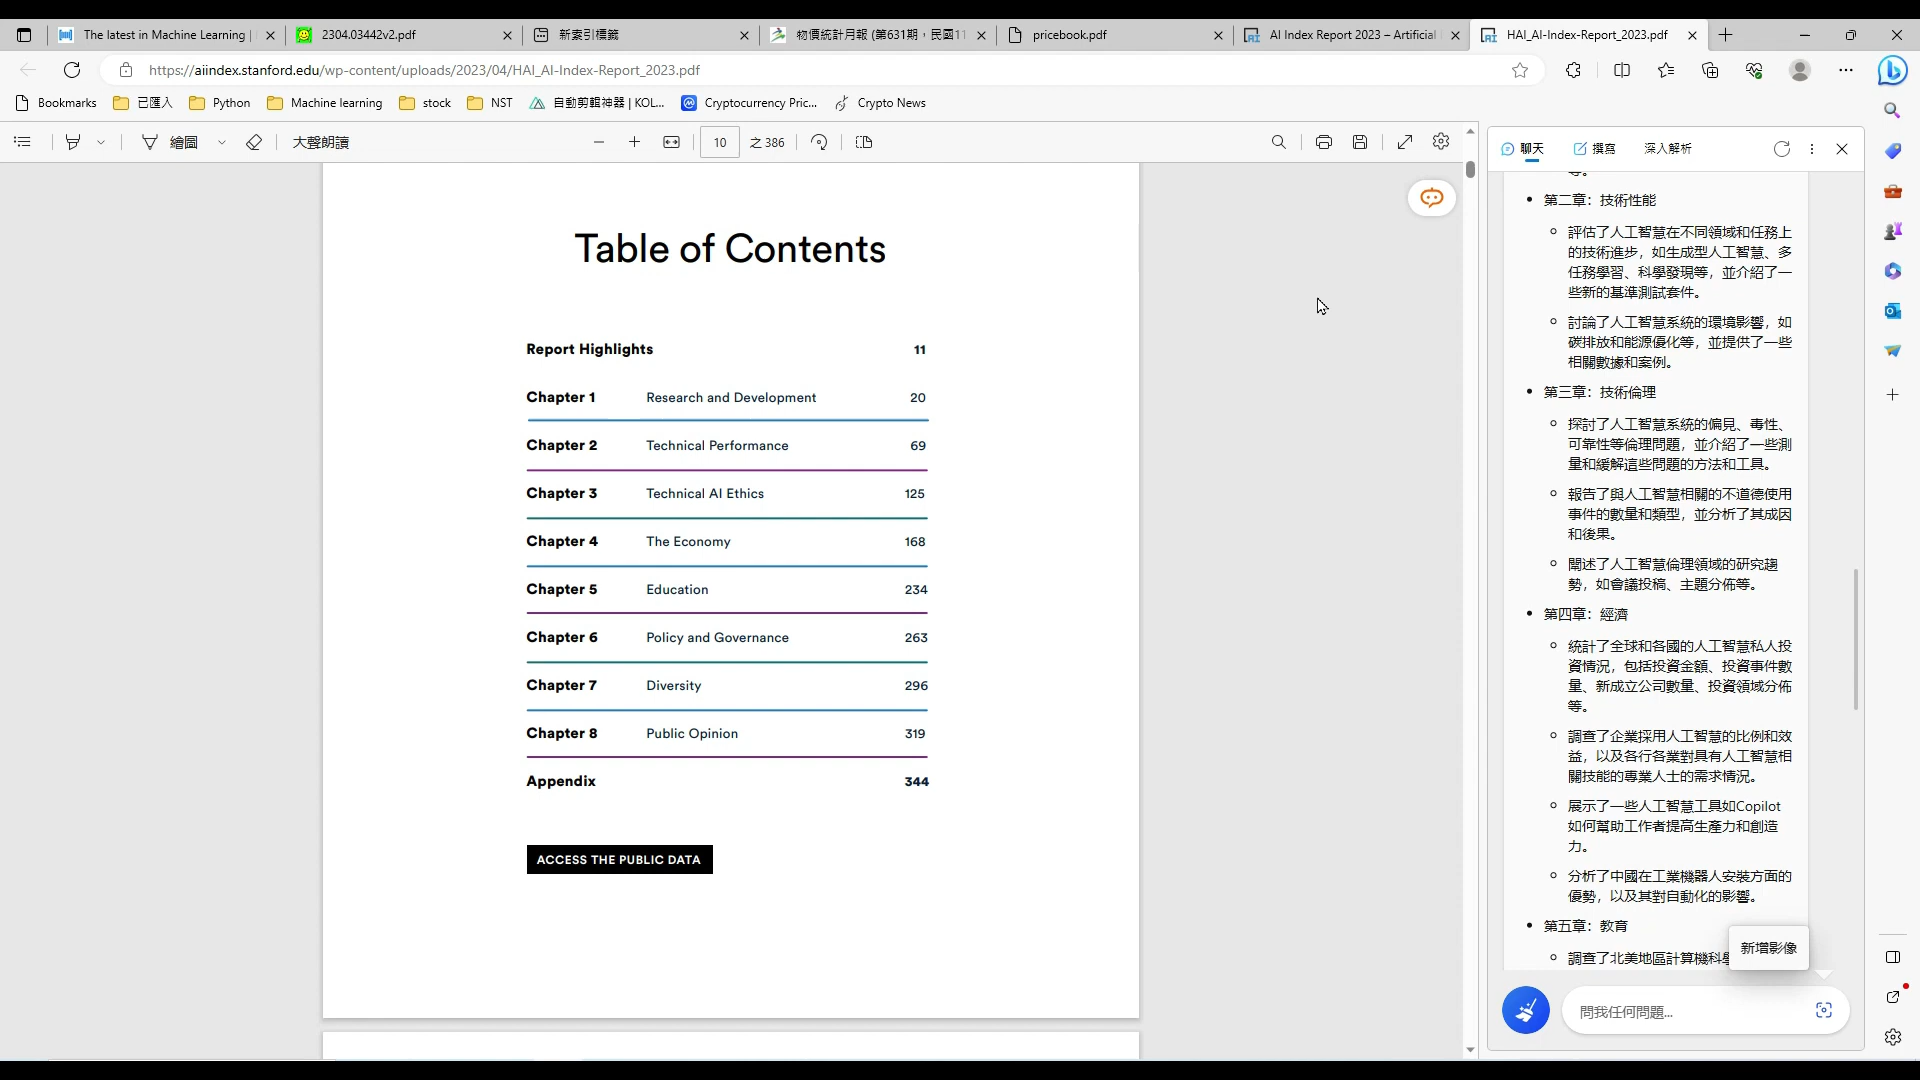 The latest in Machine Learning |
2304.03442v2.pdf
新索引標籤
物價統計月報 (第631期,民國11
pricebook.pdf
AI Index Report 2023 – Artificial
HAI_AI-Index-Report_2023.pdf
https://aiindex.stanford.edu/wp-content/uploads/2023/04/HAI_AI-Index-Report_2023.pdf
Bookmarks
已匯入
Python
Machine learning
stock
NST
自動剪輯神器 | KOL...
Cryptocurrency Pric...
Crypto News
繪圖
大聲朗讀
10
之 386
Table of Contents
Report Highlights 11
Chapter 1 Research and Development 20
Chapter 2 Technical Performance 69
Chapter 3 Technical AI Ethics 125
Chapter 4 The Economy 168
Chapter 5 Education 234
Chapter 6 Policy and Governance 263
Chapter 7 Diversity 296
Chapter 8 Public Opinion 319
Appendix 344
ACCESS THE PUBLIC DATA
聊天
撰寫
深入解析
等。
第二章：技術性能
評估了人工智慧在不同領域和任務上
的技術進步，如生成型人工智慧、多
任務學習、科學發現等，並介紹了一
些新的基準測試套件。
討論了人工智慧系統的環境影響，如
碳排放和能源優化等，並提供了一些
相關數據和案例。
第三章：技術倫理
探討了人工智慧系統的偏見、毒性、
可靠性等倫理問題，並介紹了一些測
量和緩解這些問題的方法和工具。
報告了與人工智慧相關的不道德使用
事件的數量和類型，並分析了其成因
和後果。
闡述了人工智慧倫理領域的研究趨
勢，如會議投稿、主題分佈等。
第四章：經濟
統計了全球和各國的人工智慧私人投
資情況，包括投資金額、投資事件數
量、新成立公司數量、投資領域分佈
等。
調查了企業採用人工智慧的比例和效
益，以及各行各業對具有人工智慧相
關技能的專業人士的需求情況。
展示了一些人工智慧工具如Copilot
如何幫助工作者提高生產力和創造
力。
分析了中國在工業機器人安裝方面的
優勢，以及其對自動化的影響。
第五章：教育
調查了北美地區計算機科學
新增影像
問我任何問題...